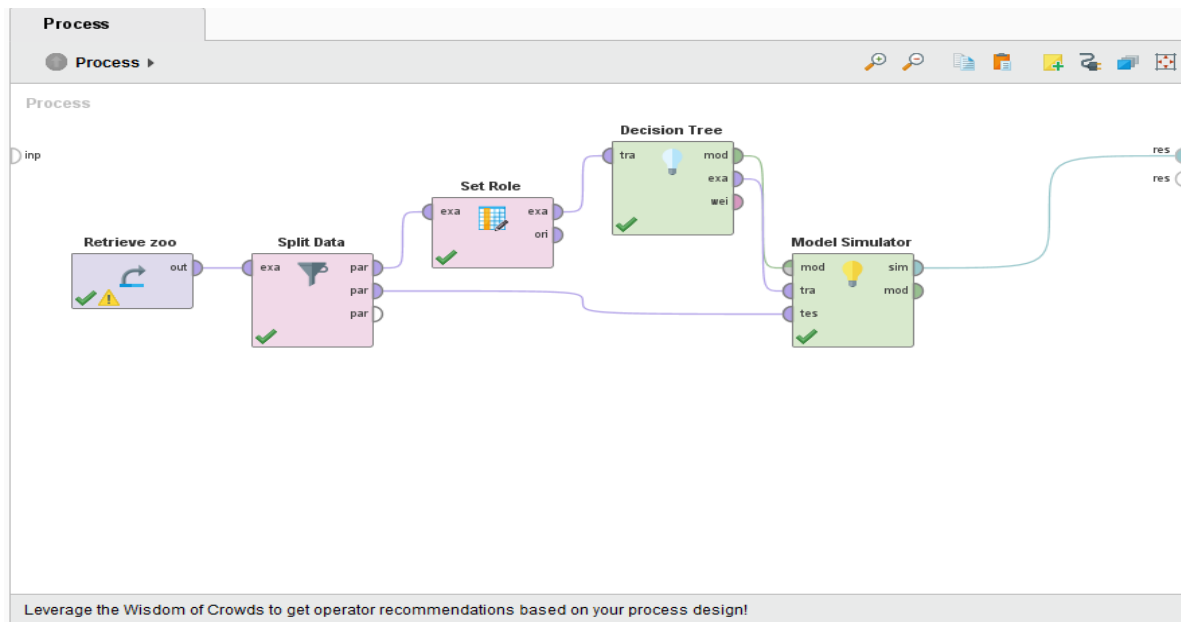 Process
Process
Process
inp
res
res
Decision Tree
tra mod
exa
wei
Set Role
exa exa
ori
Retrieve zoo
out
Split Data
exa par
par
par
Model Simulator
mod sim
tra mod
tes
Leverage the Wisdom of Crowds to get operator recommendations based on your process design!